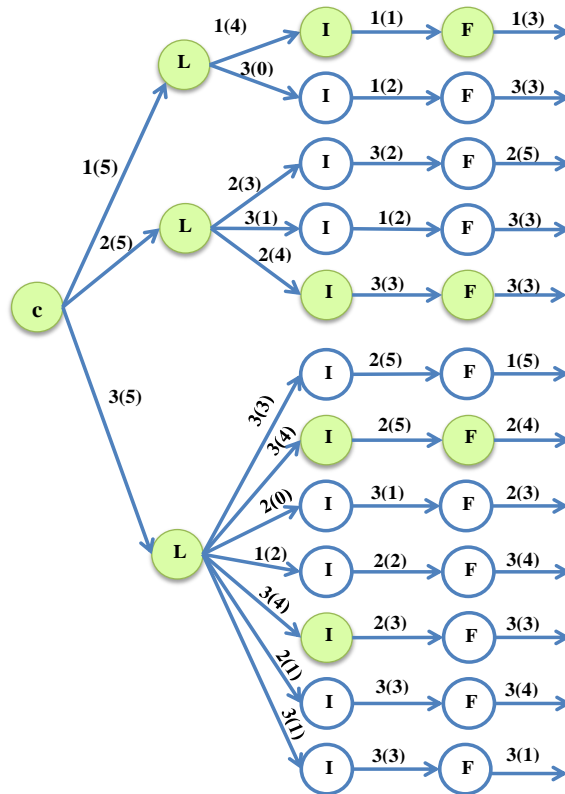 1(4) I 1(1) F 1(3)
L 3(0) I 1(2) F 3(3)
1(5)
2(5)
3(5)
c
L 2(3) I 3(2) F 2(5)
3(1) I 1(2) F 3(3)
2(4) I 3(3) F 3(3)
L 3(3) I 2(5) F 1(5)
3(4) I 2(5) F 2(4)
2(0) I 3(1) F 2(3)
1(2) I 2(2) F 3(4)
3(4) I 2(3) F 3(3)
2(1) I 3(3) F 3(4)
3(1) I 3(3) F 3(1)